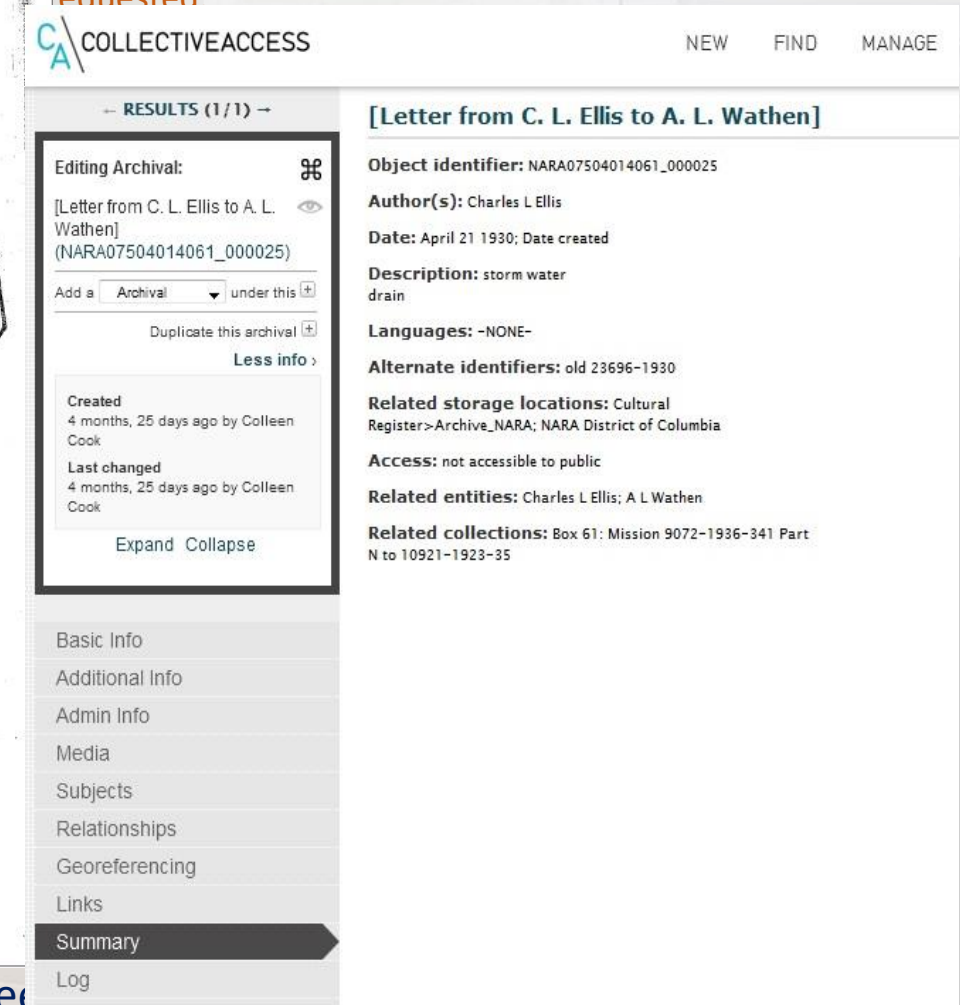 COLLECTIVEACCESS
NEW FIND MANAGE
← RESULTS (1/1) →
Editing Archival:
[Letter from C. L. Ellis to A. L.
Wathen]
(NARA07504014061_000025)
Add a Archival under this
Duplicate this archival
Less info ›
Created
4 months, 25 days ago by Colleen
Cook
Last changed
4 months, 25 days ago by Colleen
Cook
Expand Collapse
Basic Info
Additional Info
Admin Info
Media
Subjects
Relationships
Georeferencing
Links
Summary
Log
[Letter from C. L. Ellis to A. L. Wathen]
Object identifier: NARA07504014061_000025
Author(s): Charles L Ellis
Date: April 21 1930; Date created
Description: storm water
drain
Languages: -NONE-
Alternate identifiers: old 23696-1930
Related storage locations: Cultural
Register>Archive_NARA; NARA District of Columbia
Access: not accessible to public
Related entities: Charles L Ellis; A L Wathen
Related collections: Box 61: Mission 9072-1936-341 Part
N to 10921-1923-35